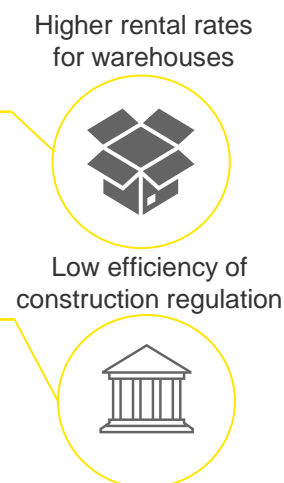 Higher rental rates
for warehouses
Low efficiency of
construction regulation